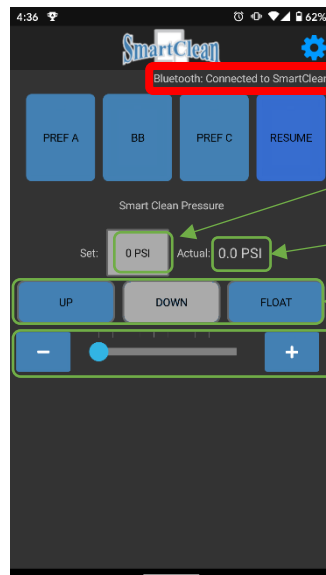 4:36 62%
SmartClean
Bluetooth: Connected to SmartClean
PREF A BB PREF C RESUME
Smart Clean Pressure
Set: 0 PSI Actual: 0.0 PSI
UP DOWN FLOAT
− +